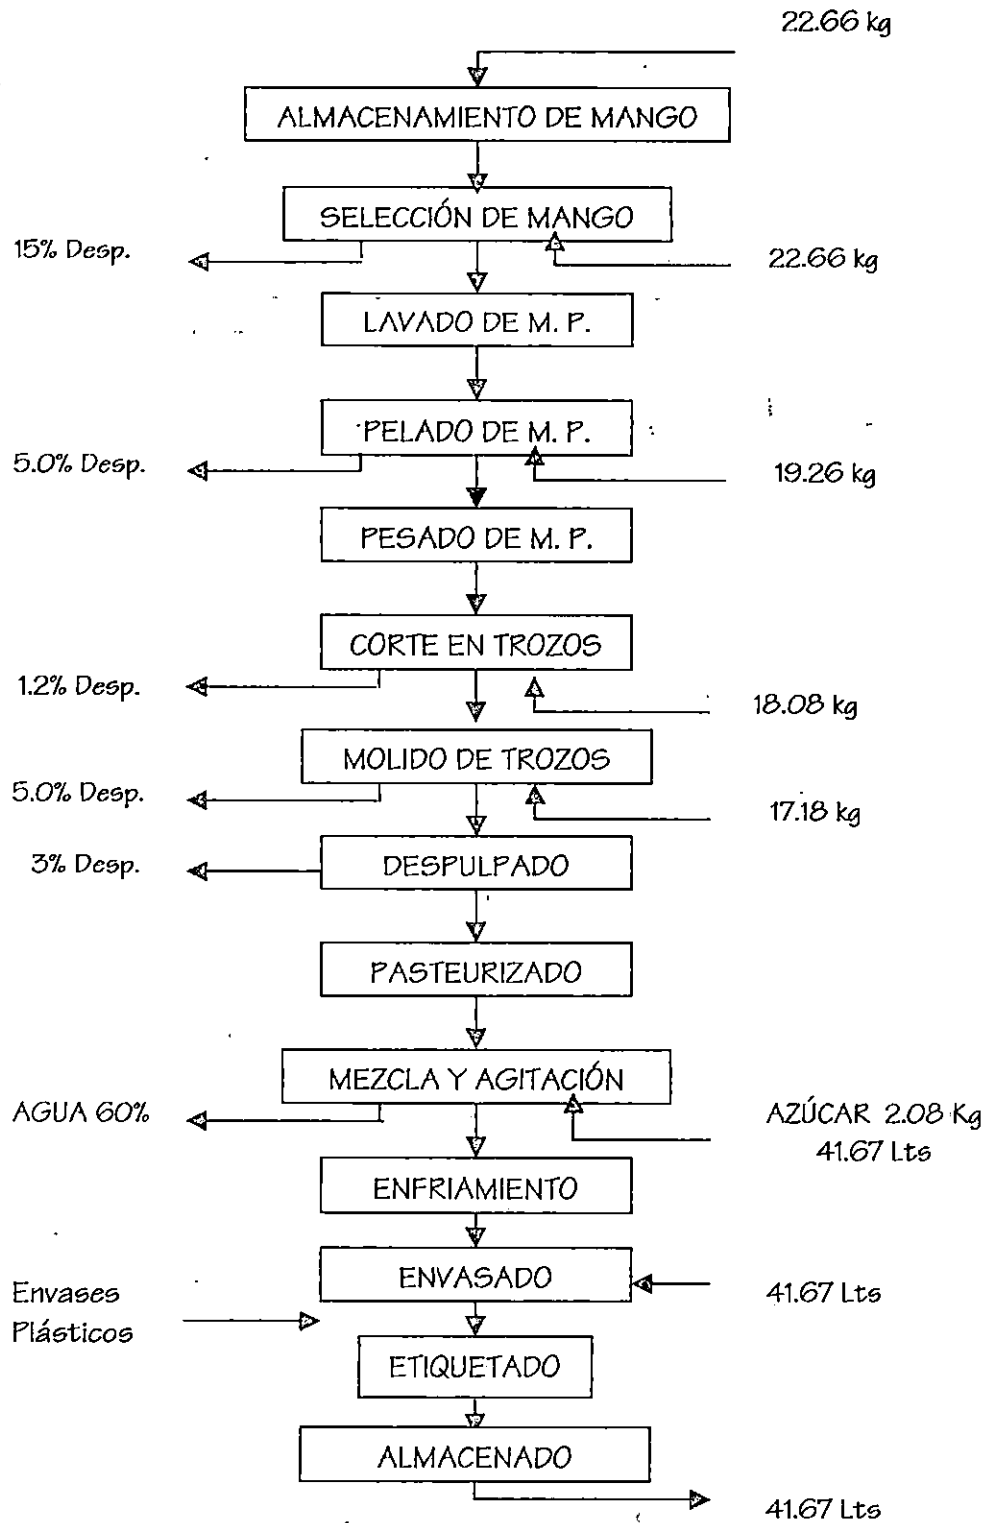 22.66 kg
ALMACENAMIENTO DE MANGO
SELECCIÓN DE MANGO
15% Desp.
22.66 kg
LAVADO DE M. P.
PELADO DE M. P.
5.0% Desp.
19.26 kg
PESADO DE M. P.
CORTE EN TROZOS
1.2% Desp.
18.08 kg
MOLIDO DE TROZOS
5.0% Desp.
17.18 kg
3% Desp.
DESPULPADO
PASTEURIZADO
MEZCLA Y AGITACIÓN
AGUA 60%
AZÚCAR 2.08 Kg
41.67 Lts
ENFRIAMIENTO
ENVASADO
Envases
41.67 Lts
Plásticos
ETIQUETADO
ALMACENADO
41.67 Lts